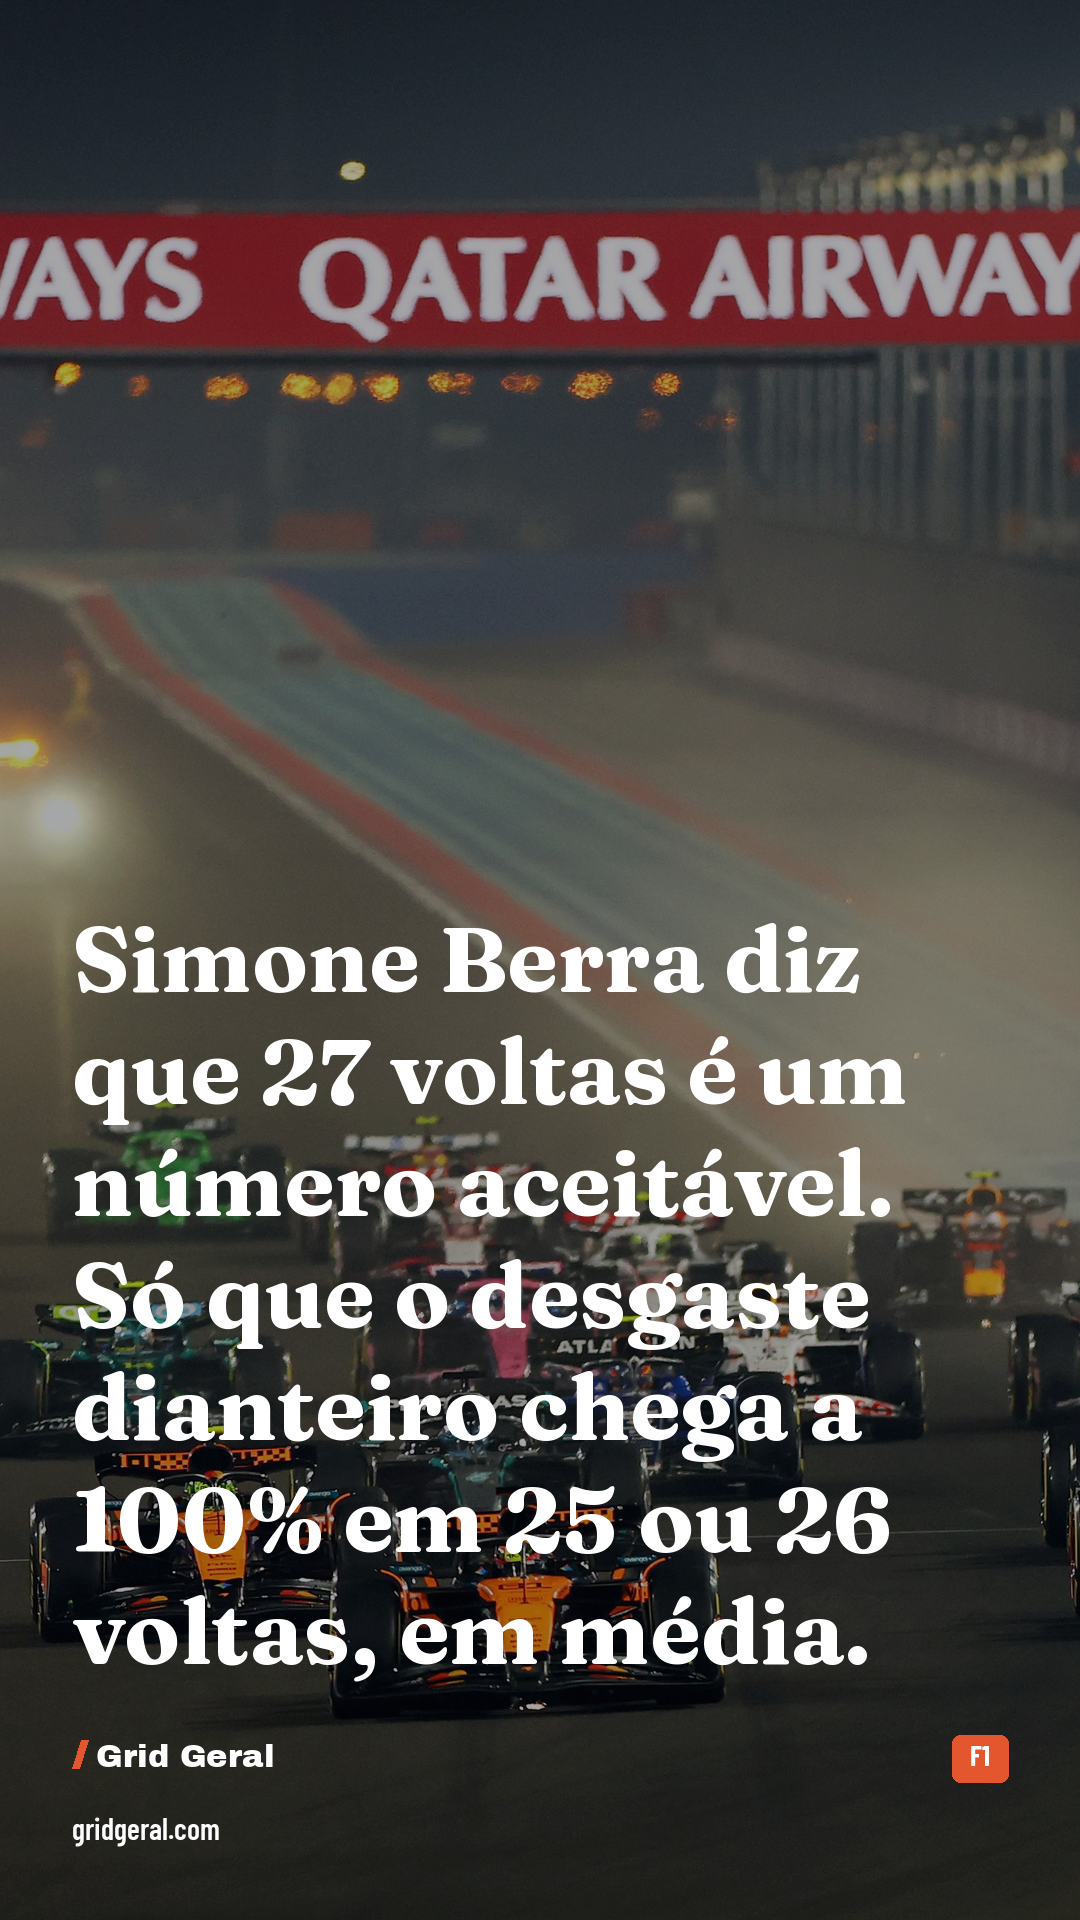 WAYS QATAR AIRWAY
Simone Berra diz
que 27 voltas é um
número aceitável.
Só que o desgaste
dianteiro chega a
100% em 25 ou 26
voltas, em média.
/ Grid Geral
F1
gridgeral.com